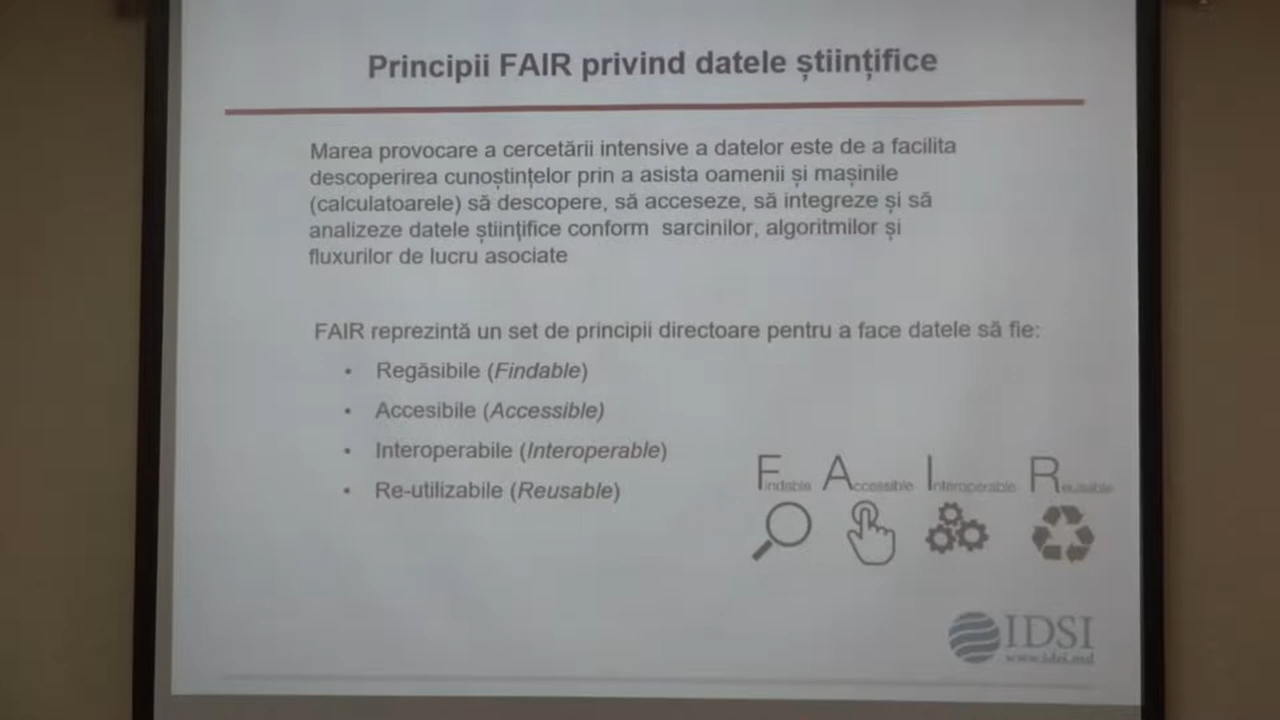 Principii FAIR privind datele științifice
Marea provocare a cercetării intensive a datelor este de a facilita
descoperirea cunoștințelor prin a asista oamenii și mașinile
(calculatoarele) să descopere, să acceseze, să integreze și să
analizeze datele științifice conform sarcinilor, algoritmilor și
fluxurilor de lucru asociate
FAIR reprezintă un set de principii directoare pentru a face datele să fie:
• Regăsibile (Findable)
• Accesibile (Accessible)
• Interoperabile (Interoperable)
• Re-utilizabile (Reusable)
Findable Accessible Interoperable Reusable
IDSI
www.idsi.md